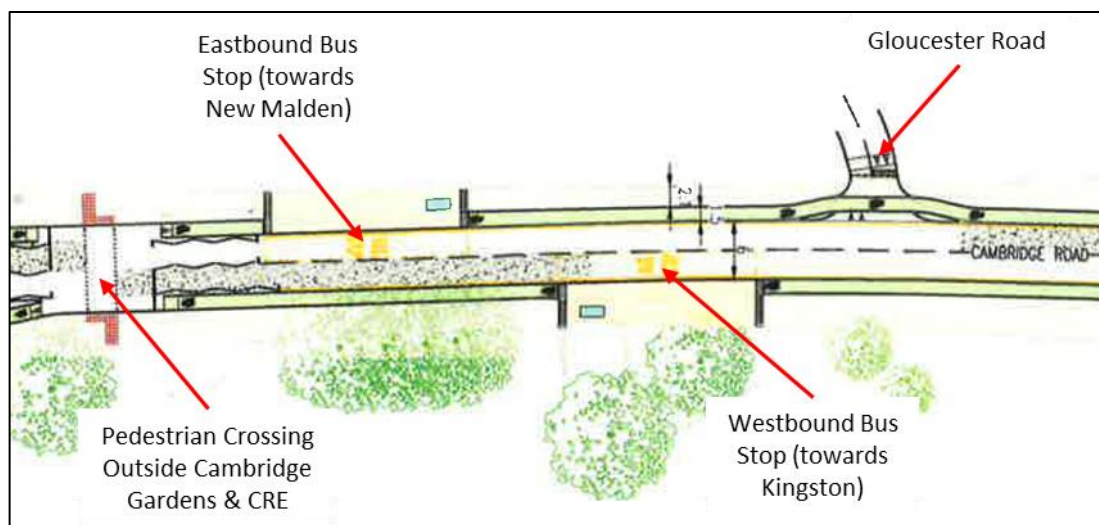 Eastbound Bus
Stop (towards
New Malden)
Gloucester Road
CAMBRIDGE ROAD
Pedestrian Crossing
Outside Cambridge
Gardens & CRE
Westbound Bus
Stop (towards
Kingston)